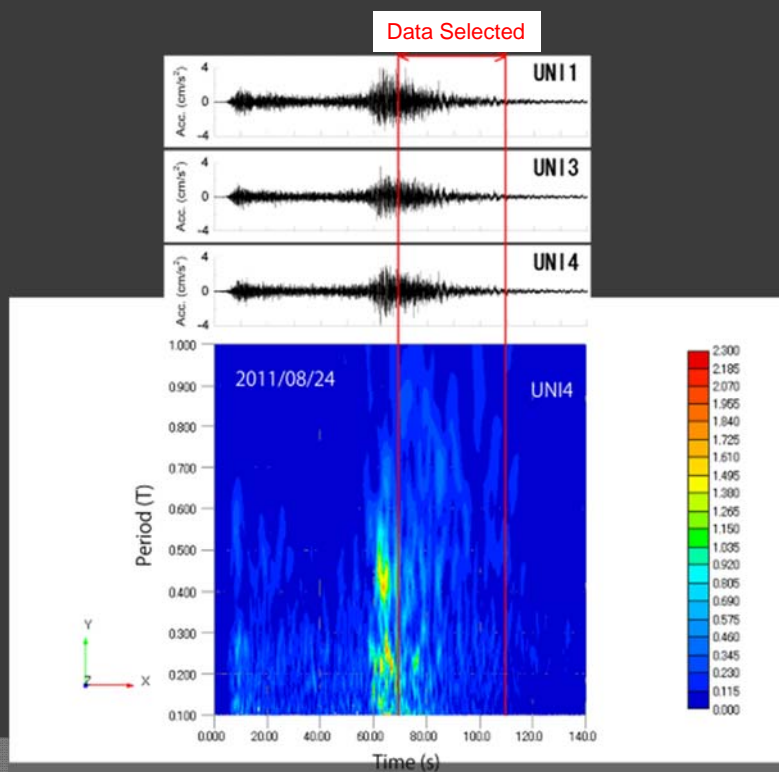 Data Selected
UNI1
Acc. (cm/s²)
4
0
-4
UNI3
Acc. (cm/s²)
4
0
-4
UNI4
Acc. (cm/s²)
4
0
-4
2011/08/24
UNI4
Period (T)
1.000
0.900
0.800
0.700
0.600
0.500
0.400
0.300
0.200
0.100
0.000 20.00 40.00 60.00 80.00 100.0 120.0 140.0
Time (s)
2.300
2.185
2.070
1.955
1.840
1.725
1.610
1.495
1.380
1.265
1.150
1.035
0.920
0.805
0.690
0.575
0.460
0.345
0.230
0.115
0.000
Y
Z
X